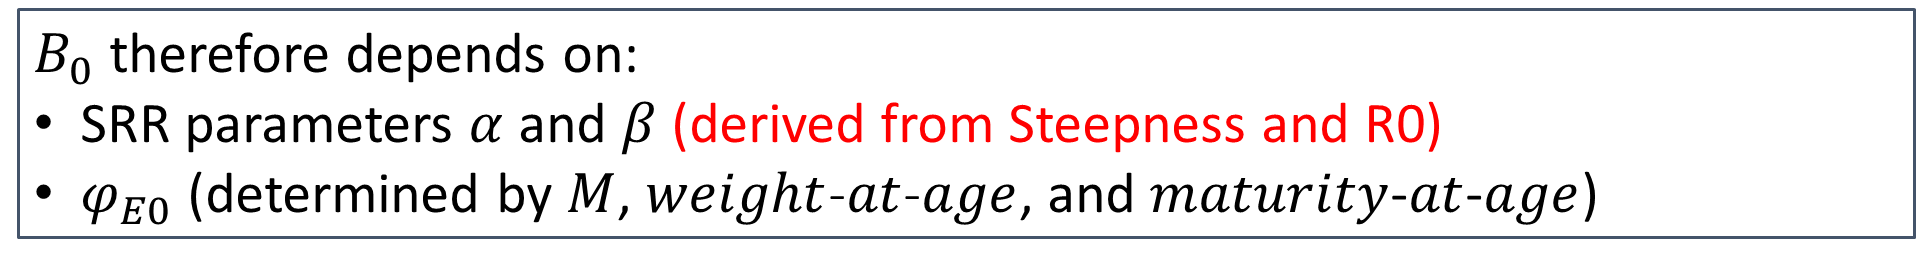 B₀ therefore depends on:
• SRR parameters α and β (derived from Steepness and R0)
• φ_E0 (determined by M, weight-at-age, and maturity-at-age)